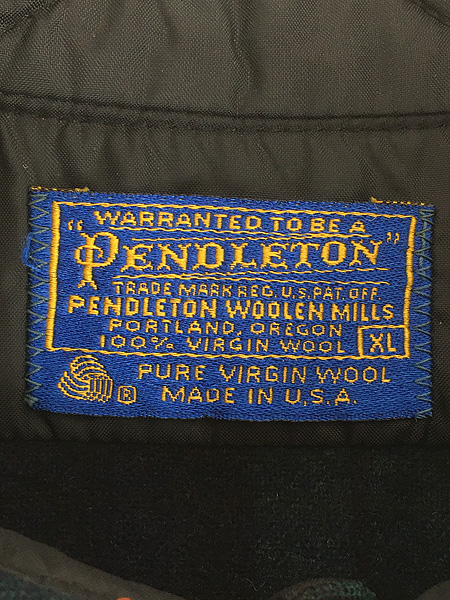 WARRANTED TO BE A
"PENDLETON"
TRADE MARK REG. U.S. PAT. OFF
PENDLETON WOOLEN MILLS
PORTLAND, OREGON
100% VIRGIN WOOL XL
® PURE VIRGIN WOOL
MADE IN U.S.A.